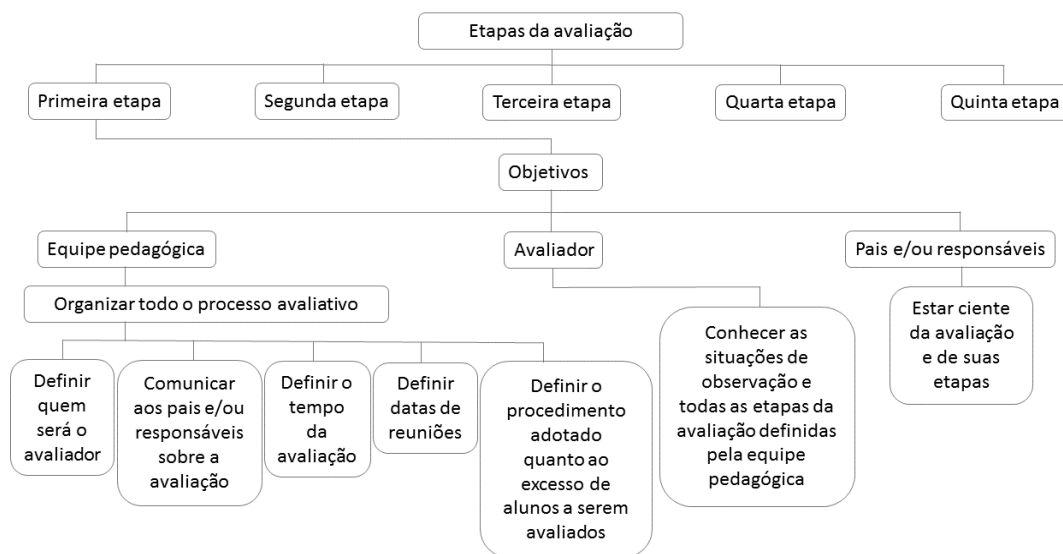 Etapas da avaliação
Primeira etapa
Segunda etapa
Terceira etapa
Quarta etapa
Quinta etapa
Objetivos
Equipe pedagógica
Avaliador
Pais e/ou responsáveis
Organizar todo o processo avaliativo
Definir
quem
será o
avaliador
Comunicar
aos pais e/ou
responsáveis
sobre a
avaliação
Definir o
tempo
da
avaliação
Definir
datas de
reuniões
Definir o
procedimento
adotado
quanto ao
excesso de
alunos a serem
avaliados
Conhecer as
situações de
observação e
todas as etapas da
avaliação definidas
pela equipe
pedagógica
Estar ciente
da avaliação
e de suas
etapas